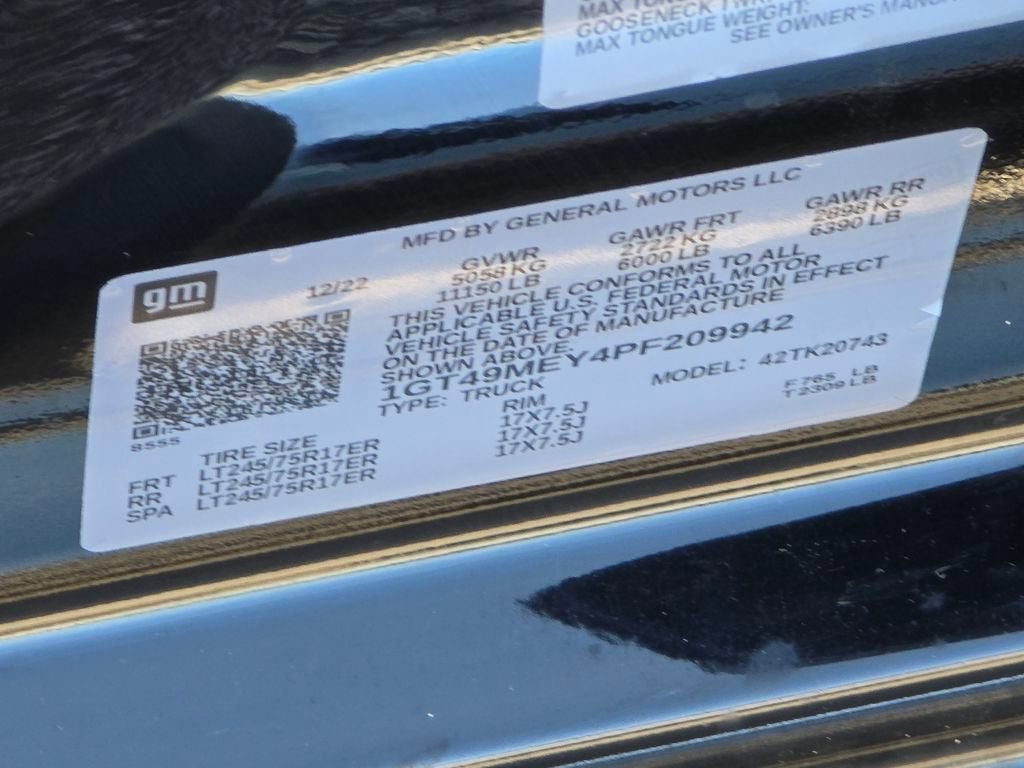 GOOSENECK TWR:
MAX TONGUE WEIGHT:
SEE OWNER'S
MFD BY GENERAL MOTORS LLC
gm
12/22
GVWR GAWR FRT GAWR RR
5058 KG 2722 KG 2898 KG
11150 LB 6000 LB 6390 LB
THIS VEHICLE CONFORMS TO ALL
APPLICABLE U.S. FEDERAL MOTOR
VEHICLE SAFETY STANDARDS IN EFFECT
ON THE DATE OF MANUFACTURE
SHOWN ABOVE.
1GT49MEY4PF209942
TYPE: TRUCK MODEL: 42TK20743
8555
F 765 LB
T 2309 LB
TIRE SIZE RIM
FRT LT245/75R17ER 17X7.5J
RR LT245/75R17ER 17X7.5J
SPA LT245/75R17ER 17X7.5J